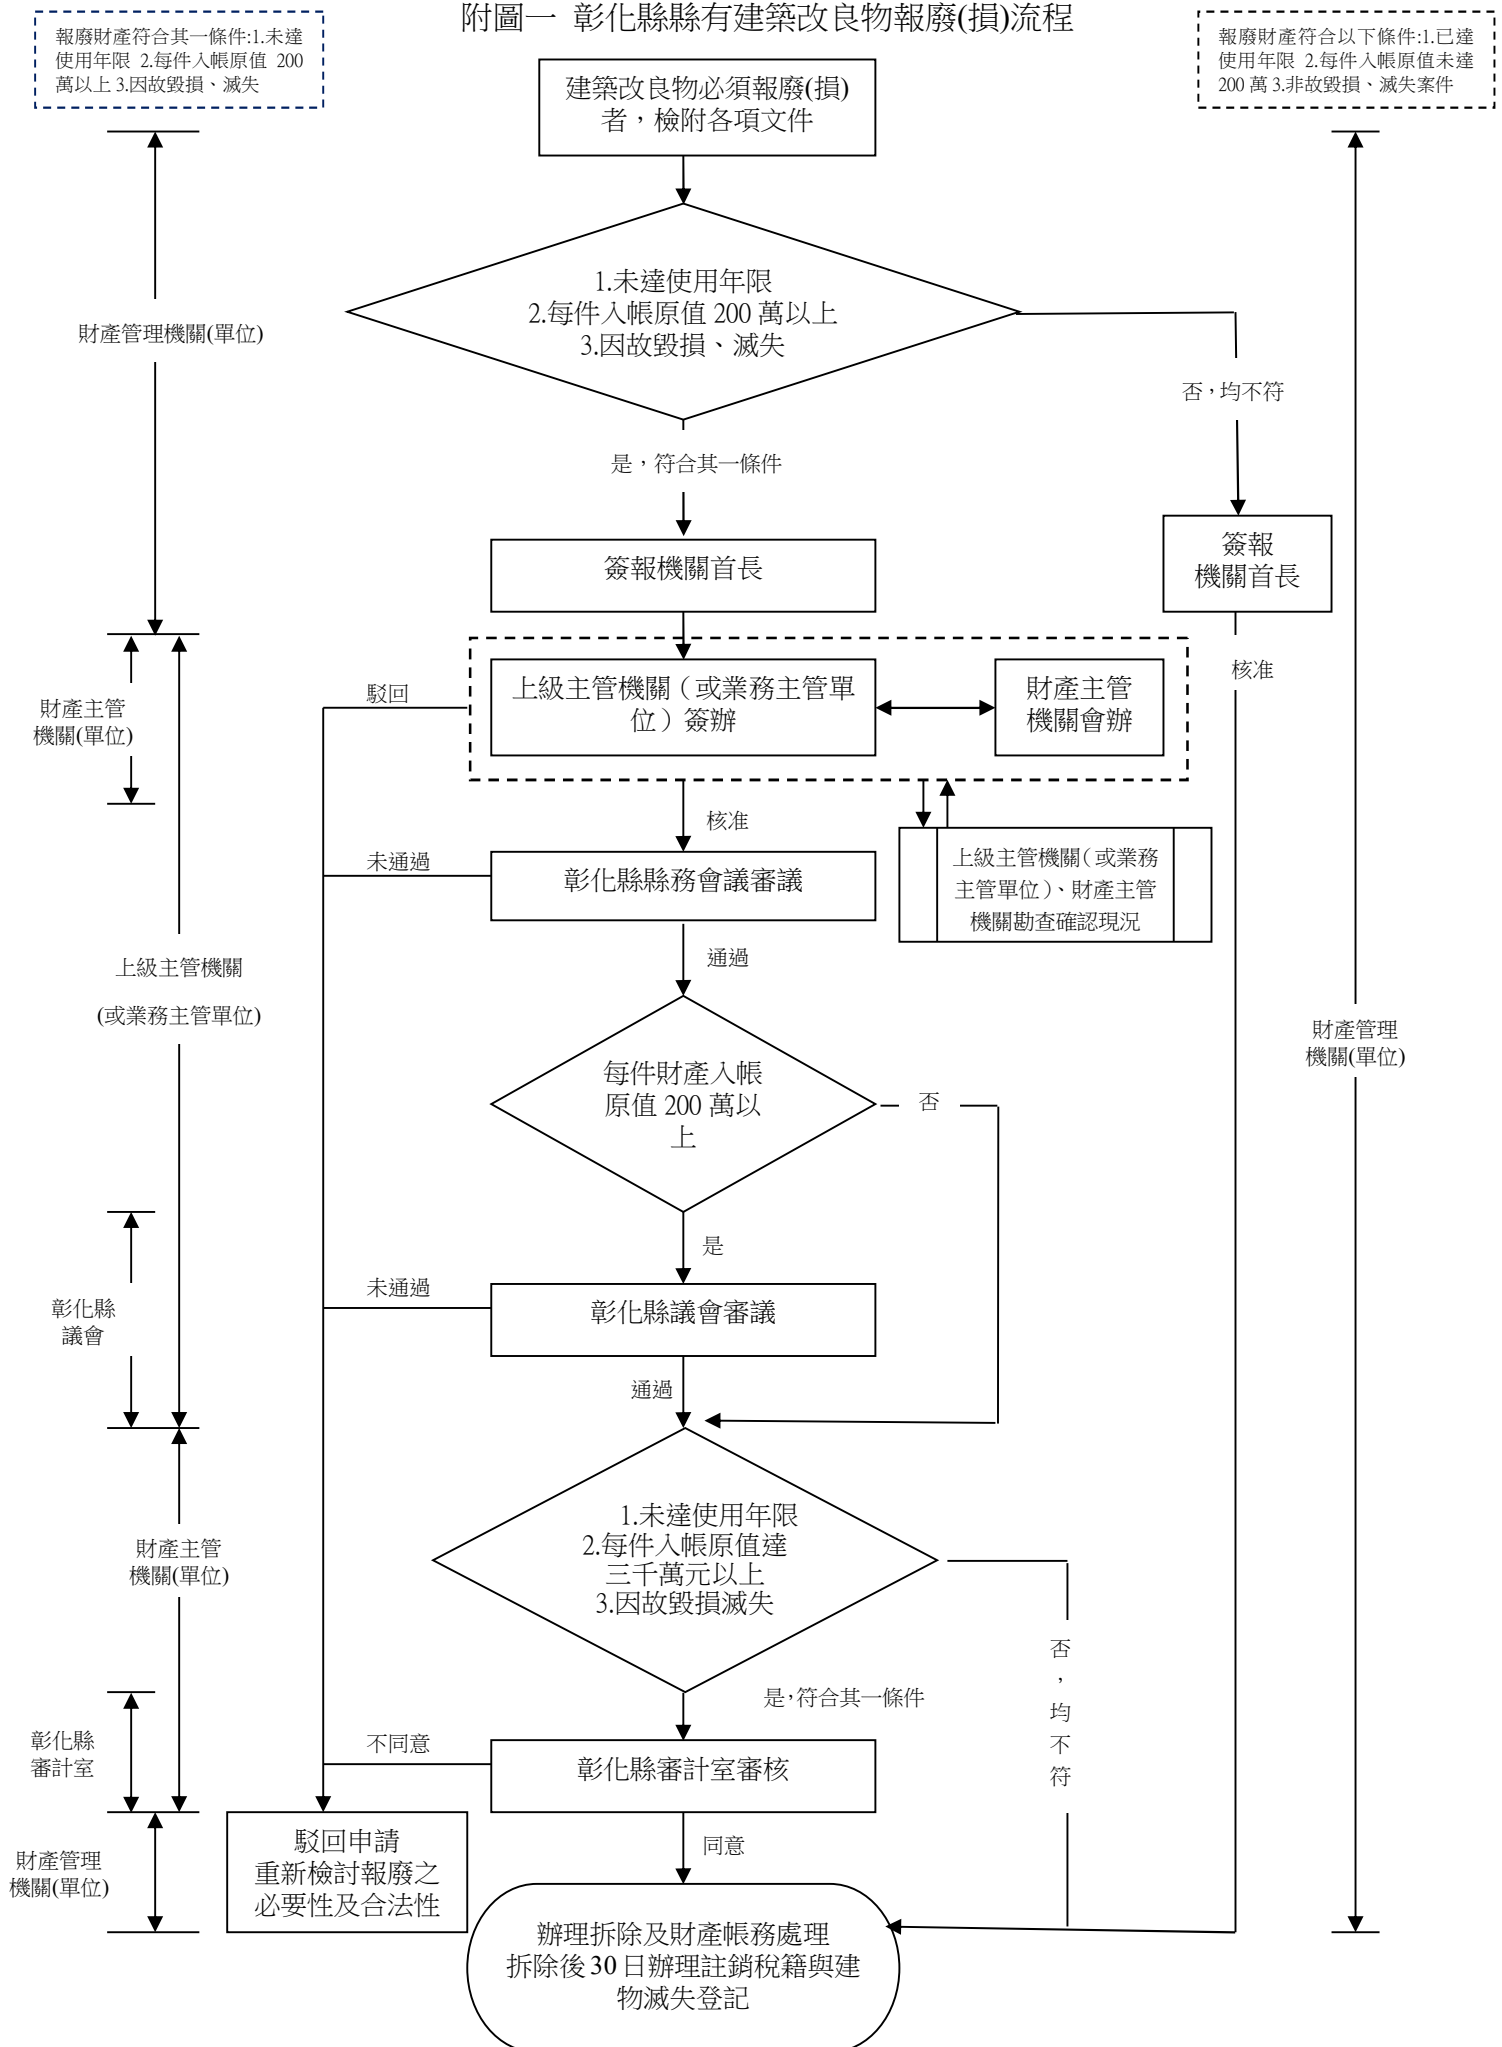 附圖一 彰化縣縣有建築改良物報廢(損)流程
報廢財產符合其一條件:1.未達
使用年限 2.每件入帳原值 200
萬以上 3.因故毀損、滅失
報廢財產符合以下條件:1.已達
使用年限 2.每件入帳原值未達
200 萬 3.非故毀損、滅失案件
建築改良物必須報廢(損)
者，檢附各項文件
1.未達使用年限
2.每件入帳原值 200 萬以上
3.因故毀損、滅失
財產管理機關(單位)
否，均不符
是，符合其一條件
簽報機關首長
簽報
機關首長
核准
駁回
上級主管機關（或業務主管單
位）簽辦
財產主管
機關會辦
財產主管
機關(單位)
核准
上級主管機關（或業務
主管單位）、財產主管
機關勘查確認現況
未通過
彰化縣縣務會議審議
通過
上級主管機關
(或業務主管單位)
財產管理
機關(單位)
每件財產入帳
原值 200 萬以
上
否
是
未通過
彰化縣議會審議
彰化縣
議會
通過
1.未達使用年限
2.每件入帳原值達
三千萬元以上
3.因故毀損滅失
財產主管
機關(單位)
否
，
均
不
符
是，符合其一條件
不同意
彰化縣審計室審核
彰化縣
審計室
同意
駁回申請
重新檢討報廢之
必要性及合法性
財產管理
機關(單位)
辦理拆除及財產帳務處理
拆除後 30 日辦理註銷稅籍與建
物滅失登記